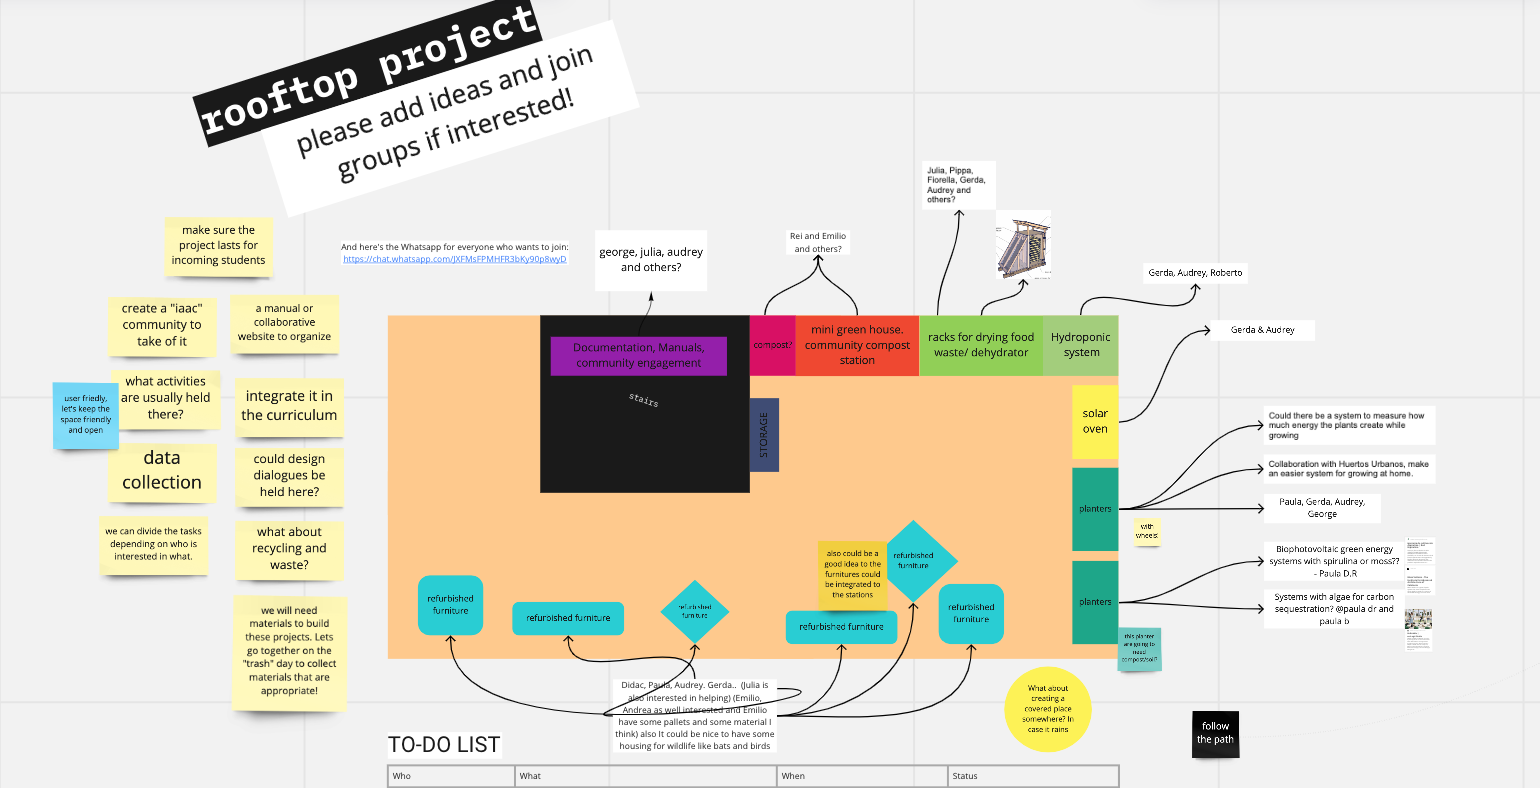 rooftop project
please add ideas and join
groups if interested!
make sure the
project lasts for
incoming students
create a "iaac"
community to
take of it
a manual or
collaborative
website to organize
user friedly,
let's keep the
space friendly
and open
what activities
are usually held
there?
integrate it in
the curriculum
data
collection
could design
dialogues be
held here?
we can divide the tasks
depending on who is
interested in what.
what about
recycling and
waste?
we will need
materials to build
these projects. Lets
go together on the
"trash" day to collect
materials that are
appropriate!
And here's the Whatsapp for everyone who wants to join:
https://chat.whatsapp.com/JXFMsFPMHFR3bKy90p8wyD
george, julia, audrey
and others?
Rei and Emilio
and others?
Julia, Pippa,
Fiorella, Gerda,
Audrey and
others?
Gerda, Audrey, Roberto
Gerda & Audrey
Documentation, Manuals,
community engagement
stairs
compost?
mini green house.
community compost
station
racks for drying food
waste/ dehydrator
Hydroponic
system
STORAGE
solar
oven
planters
with
wheels!
planters
this planter
are going to
need
compost/soil?
Could there be a system to measure how
much energy the plants create while
growing
Collaboration with Huertos Urbanos, make
an easier system for growing at home.
Paula, Gerda, Audrey,
George
Biophotovoltaic green energy
systems with spirulina or moss??
- Paula D.R
Systems with algae for carbon
sequestration? @paula dr and
paula b
refurbished
furniture
refurbished furniture
refurbished
furniture
also could be a
good idea to the
furnitures could
be integrated to
the stations
refurbished
furniture
refurbished furniture
refurbished
furniture
Didac, Paula, Audrey. Gerda.. (Julia is
also interested in helping) (Emilio,
Andrea as well interested and Emilio
have some pallets and some material I
think) also It could be nice to have some
housing for wildlife like bats and birds
What about
creating a
covered place
somewhere? In
case it rains
follow
the path
TO-DO LIST
Who
What
When
Status